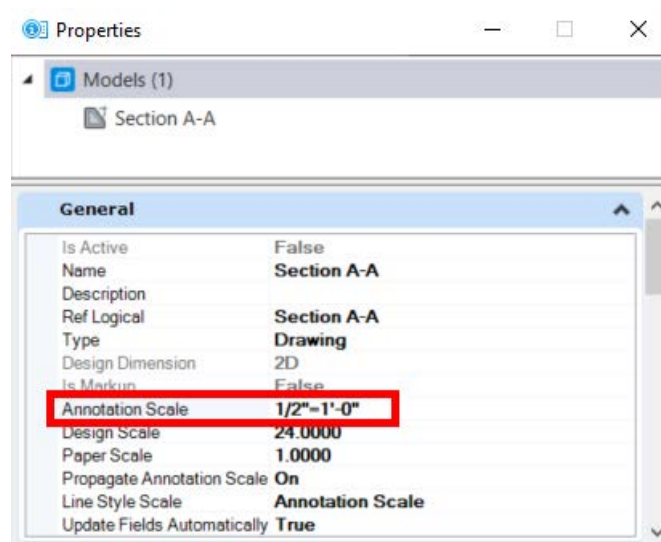 Properties
Models (1)
Section A-A
General
Is Active False
Name Section A-A
Description
Ref Logical Section A-A
Type Drawing
Design Dimension 2D
Is Markup False
Annotation Scale 1/2"=1'-0"
Design Scale 24.0000
Paper Scale 1.0000
Propagate Annotation Scale On
Line Style Scale Annotation Scale
Update Fields Automatically True